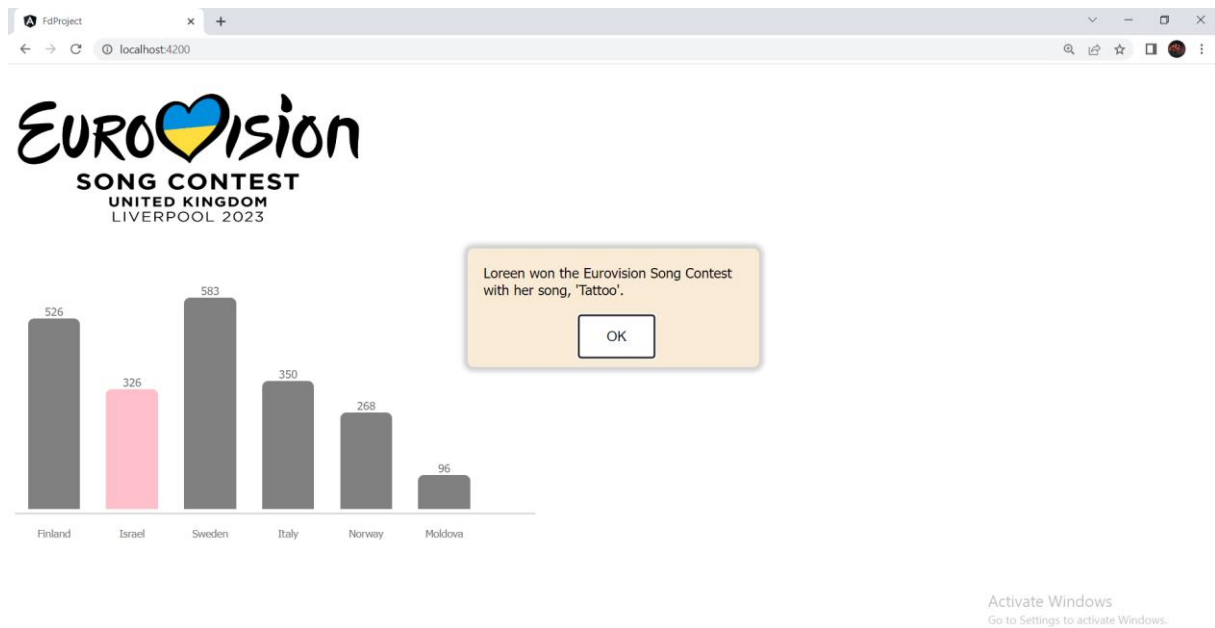 FdProject
localhost:4200
EUROVISION
SONG CONTEST
UNITED KINGDOM
LIVERPOOL 2023
Loreen won the Eurovision Song Contest
with her song, 'Tattoo'.
OK
526
326
583
350
268
96
Finland Israel Sweden Italy Norway Moldova
Activate Windows
Go to Settings to activate Windows.